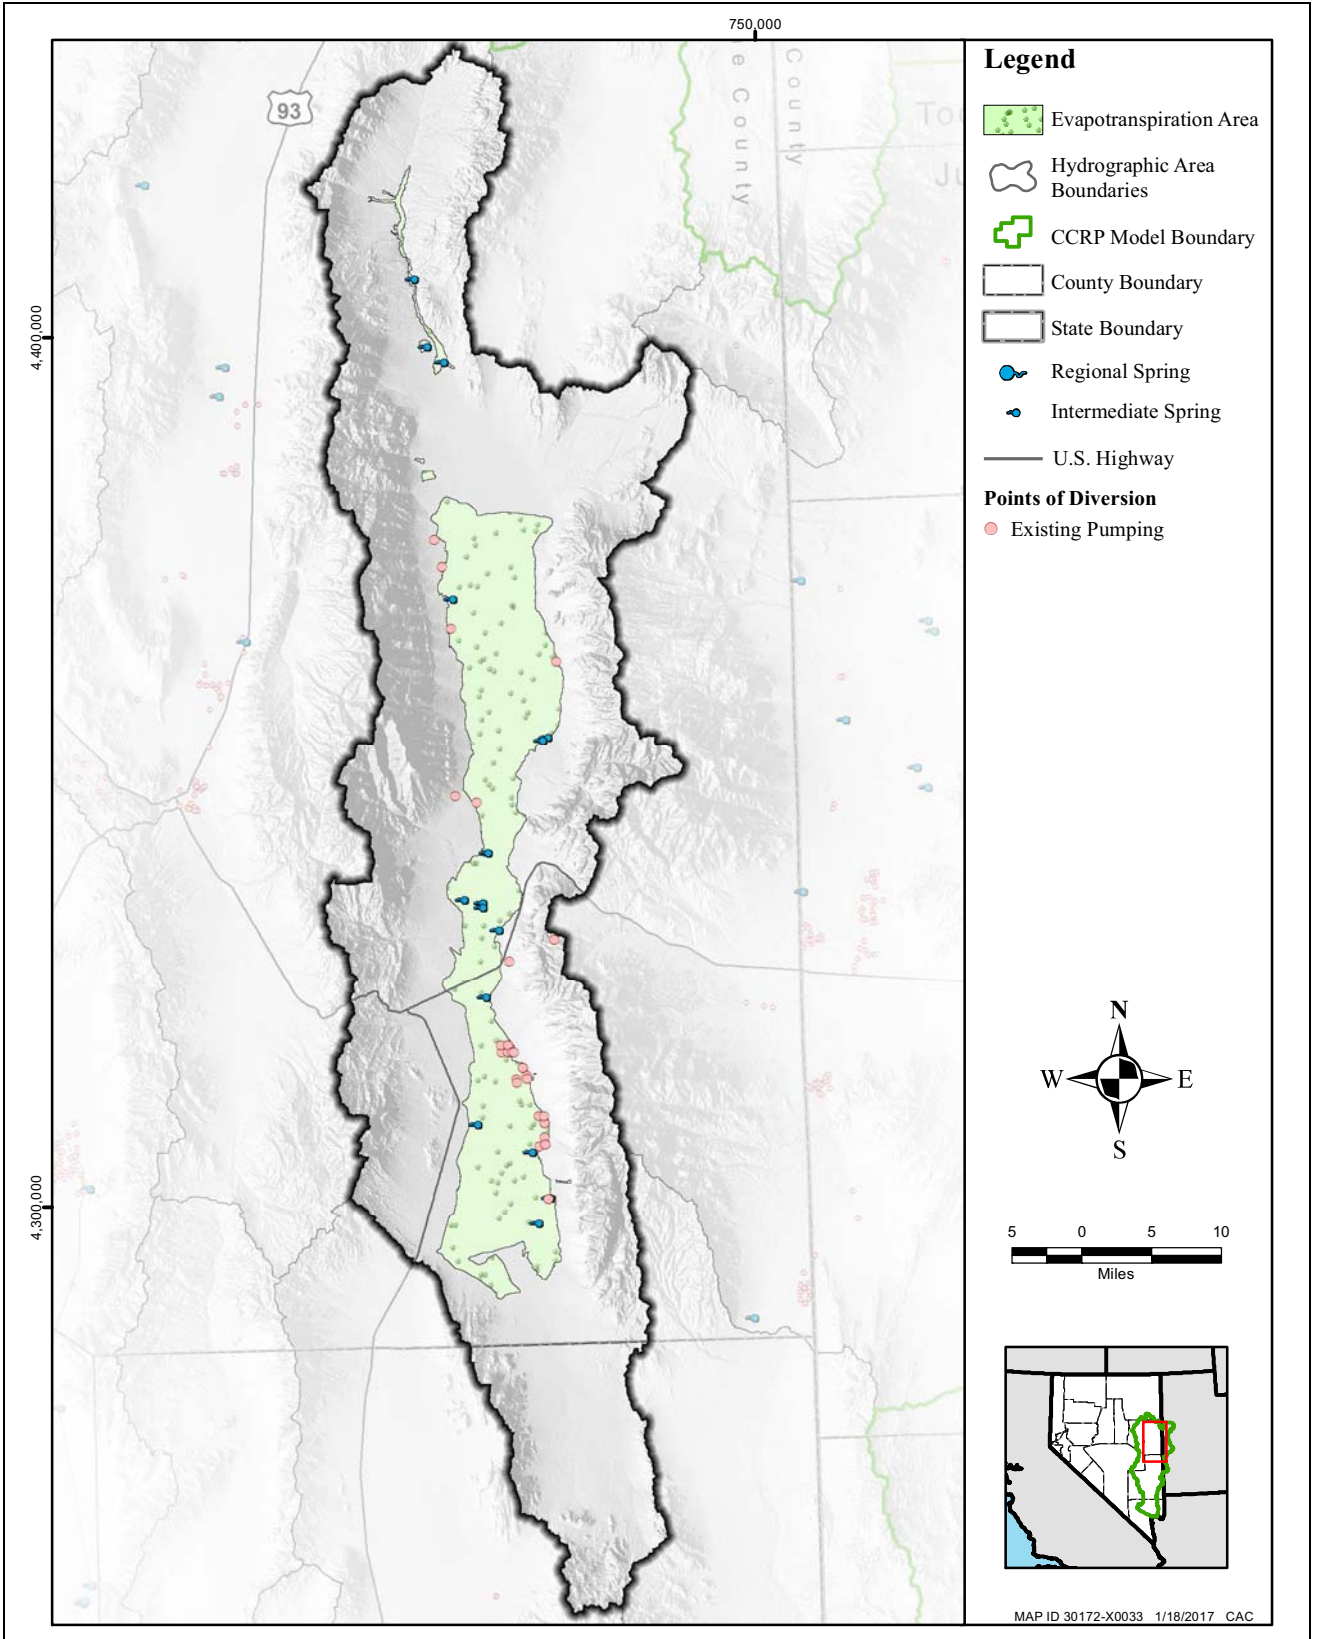 750,000
93
e County
County
Too
Ju
4,400,000
4,300,000
Legend
Evapotranspiration Area
Hydrographic Area
Boundaries
CCRP Model Boundary
County Boundary
State Boundary
Regional Spring
Intermediate Spring
U.S. Highway
Points of Diversion
Existing Pumping
N
W E
S
5 0 5 10
Miles
MAP ID 30172-X0033 1/18/2017 CAC